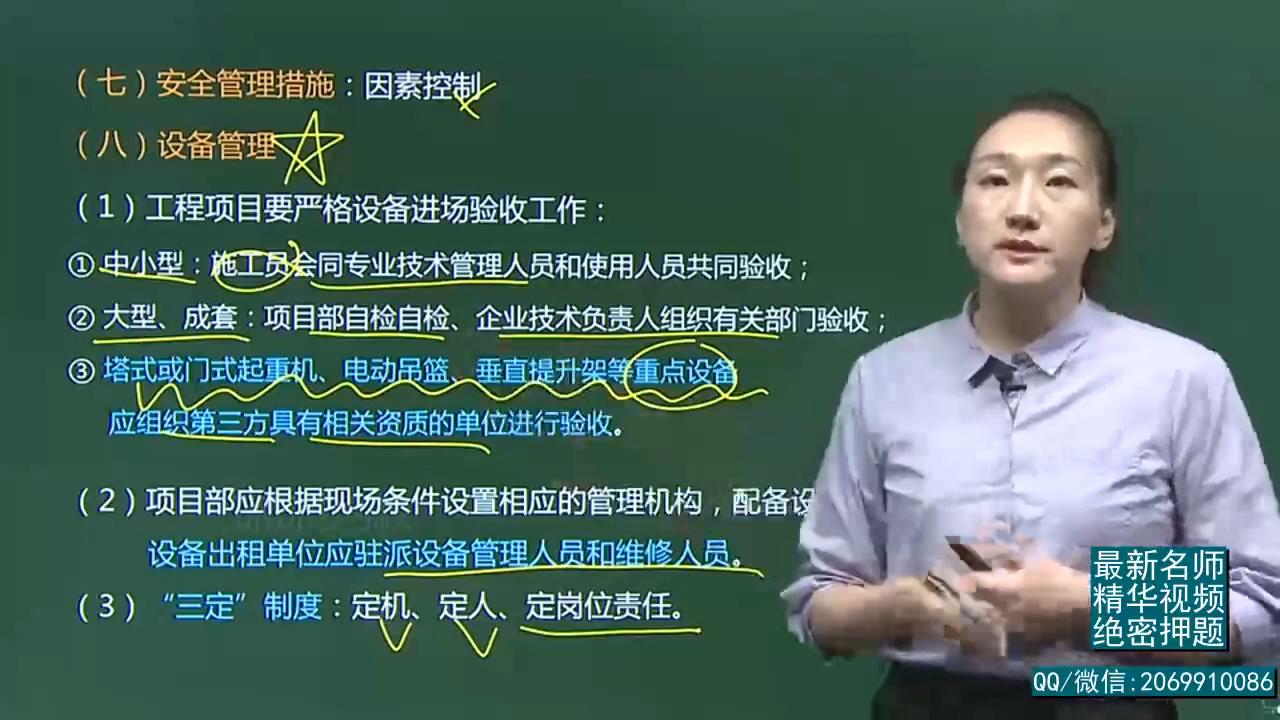 （七）安全管理措施：因素控制
（八）设备管理
（1）工程项目要严格设备进场验收工作：
① 中小型：施工员会同专业技术管理人员和使用人员共同验收；
② 大型、成套：项目部自检自检、企业技术负责人组织有关部门验收；
③ 塔式或门式起重机、电动吊篮、垂直提升架等重点设备
应组织第三方具有相关资质的单位进行验收。
（2）项目部应根据现场条件设置相应的管理机构，配备设
设备出租单位应驻派设备管理人员和维修人员。
（3）“三定”制度：定机、定人、定岗位责任。
最新名师
精华视频
绝密押题
QQ/微信:2069910086